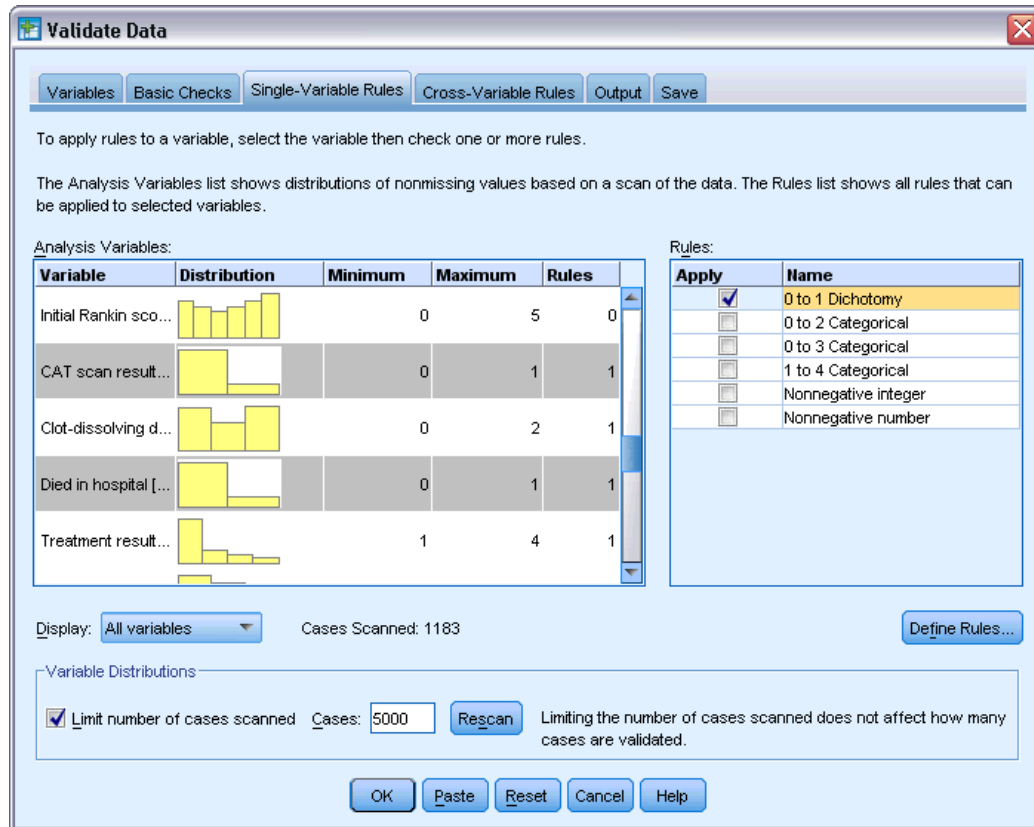 Validate Data
Variables Basic Checks Single-Variable Rules Cross-Variable Rules Output Save
To apply rules to a variable, select the variable then check one or more rules.
The Analysis Variables list shows distributions of nonmissing values based on a scan of the data. The Rules list shows all rules that can
be applied to selected variables.
Analysis Variables:
Variable Distribution Minimum Maximum Rules
Initial Rankin sco... 0 5 0
CAT scan result... 0 1 1
Clot-dissolving d... 0 2 1
Died in hospital [... 0 1 1
Treatment result... 1 4 1
Rules:
Apply Name
0 to 1 Dichotomy
0 to 2 Categorical
0 to 3 Categorical
1 to 4 Categorical
Nonnegative integer
Nonnegative number
Display: All variables Cases Scanned: 1183 Define Rules...
Variable Distributions
Limit number of cases scanned Cases: 5000 Rescan Limiting the number of cases scanned does not affect how many
cases are validated.
OK Paste Reset Cancel Help